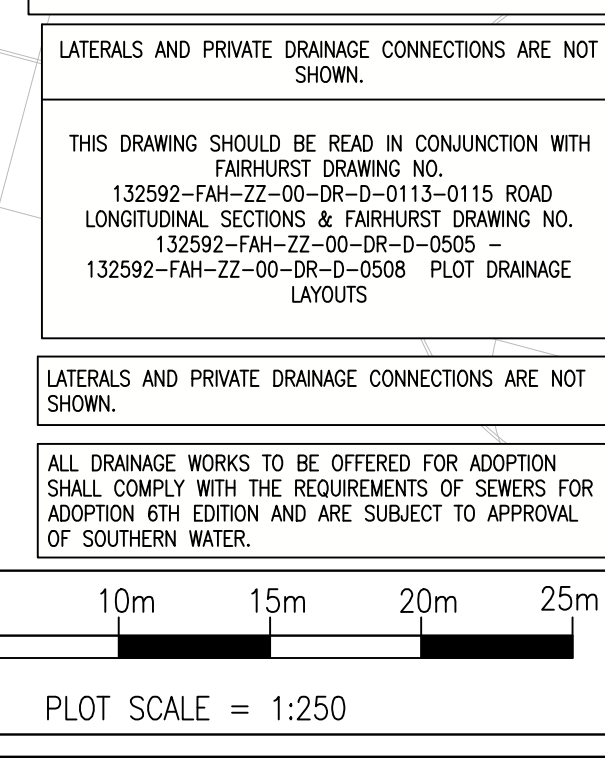 LATERALS AND PRIVATE DRAINAGE CONNECTIONS ARE NOT
SHOWN.
THIS DRAWING SHOULD BE READ IN CONJUNCTION WITH
FAIRHURST DRAWING NO.
132592-FAH-ZZ-00-DR-D-0113-0115 ROAD
LONGITUDINAL SECTIONS & FAIRHURST DRAWING NO.
132592-FAH-ZZ-00-DR-D-0505 –
132592-FAH-ZZ-00-DR-D-0508 PLOT DRAINAGE
LAYOUTS
LATERALS AND PRIVATE DRAINAGE CONNECTIONS ARE NOT
SHOWN.
ALL DRAINAGE WORKS TO BE OFFERED FOR ADOPTION
SHALL COMPLY WITH THE REQUIREMENTS OF SEWERS FOR
ADOPTION 6TH EDITION AND ARE SUBJECT TO APPROVAL
OF SOUTHERN WATER.
10m 15m 20m 25m
PLOT SCALE = 1:250